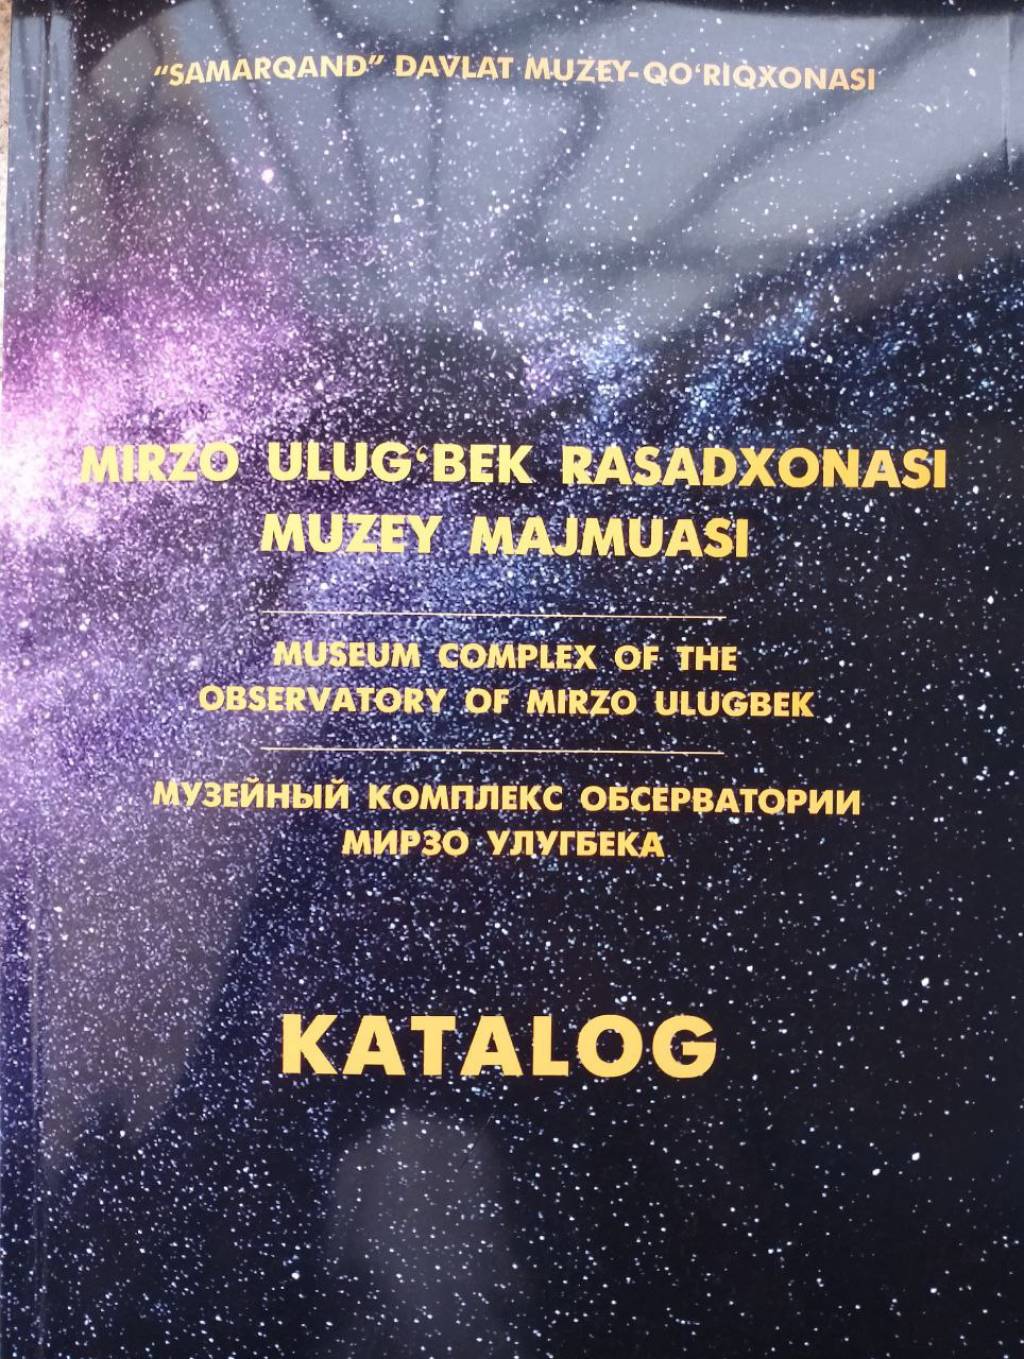 "SAMARQAND" DAVLAT MUZEY-QO‘RIQXONASI
MIRZO ULUG‘BEK RASADXONASI
MUZEY MAJMUASI
MUSEUM COMPLEX OF THE
OBSERVATORY OF MIRZO ULUGBEK
МУЗЕЙНЫЙ КОМПЛЕКС ОБСЕРВАТОРИИ
МИРЗО УЛУГБЕКА
KATALOG